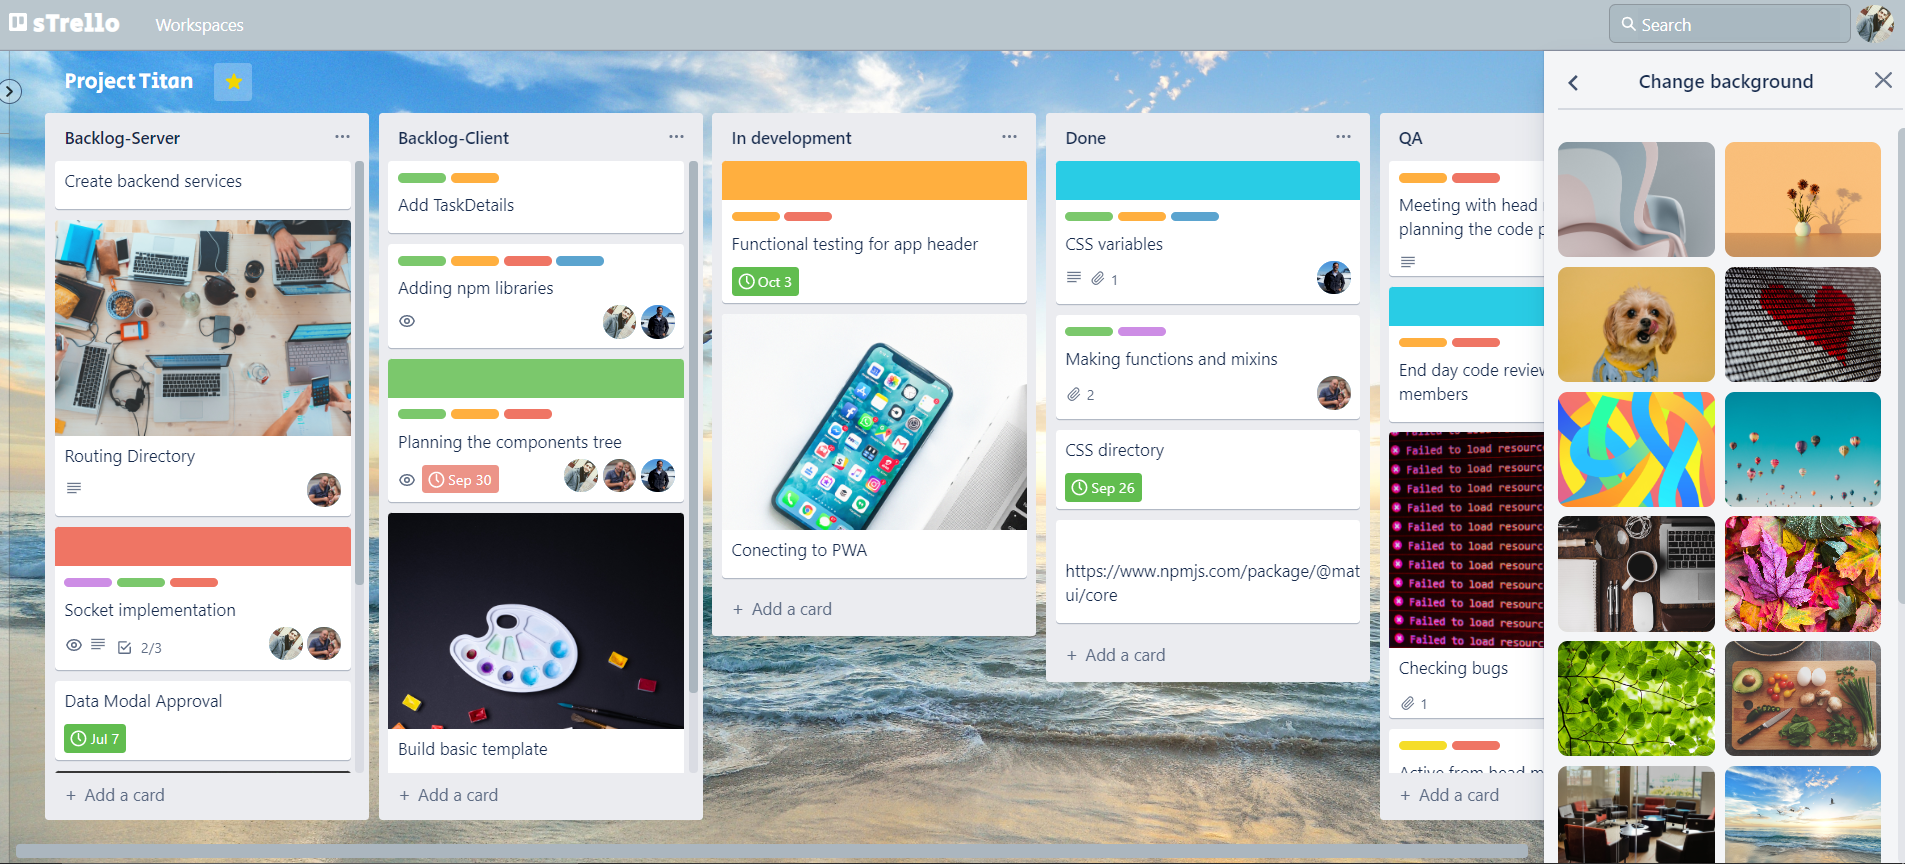 sTrello
Workspaces
Search
Project Titan
Change background
Backlog-Server
Create backend services
Routing Directory
Socket implementation
2/3
Data Modal Approval
Jul 7
+ Add a card
Backlog-Client
Add TaskDetails
Adding npm libraries
Planning the components tree
Sep 30
Build basic template
+ Add a card
In development
Functional testing for app header
Oct 3
Conecting to PWA
+ Add a card
Done
CSS variables
1
Making functions and mixins
2
CSS directory
Sep 26
https://www.npmjs.com/package/@mat
ui/core
+ Add a card
QA
Meeting with head
planning the code
End day code review
members
Failed to load resourc
Failed to load resourc
Failed to load resourc
Failed to load resourc
Failed to load resourc
Failed to load resourc
Failed to load resourc
Failed to load resourc
Failed to load resourc
Failed to load resourc
Failed to load resourc
Checking bugs
1
Active from head m
+ Add a card